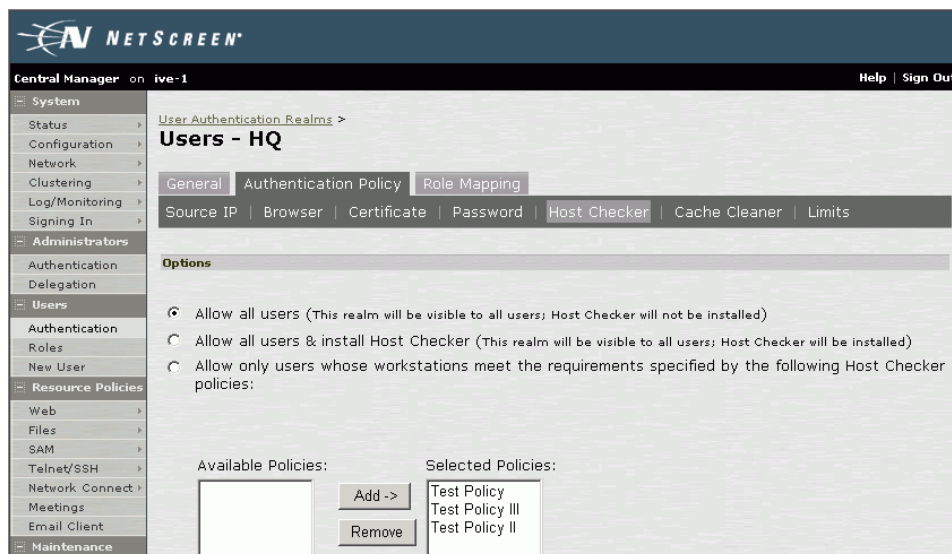 NETSCREEN
Central Manager on ive-1
Help | Sign Out
System
Status
Configuration
Network
Clustering
Log/Monitoring
Signing In
Administrators
Authentication
Delegation
Users
Authentication
Roles
New User
Resource Policies
Web
Files
SAM
Telnet/SSH
Network Connect
Meetings
Email Client
Maintenance
User Authentication Realms >
Users - HQ
General Authentication Policy Role Mapping
Source IP | Browser | Certificate | Password | Host Checker | Cache Cleaner | Limits
Options
Allow all users (This realm will be visible to all users; Host Checker will not be installed)
Allow all users & install Host Checker (This realm will be visible to all users; Host Checker will be installed)
Allow only users whose workstations meet the requirements specified by the following Host Checker
policies:
Available Policies: Selected Policies:
Add ->
Remove
Test Policy
Test Policy III
Test Policy II